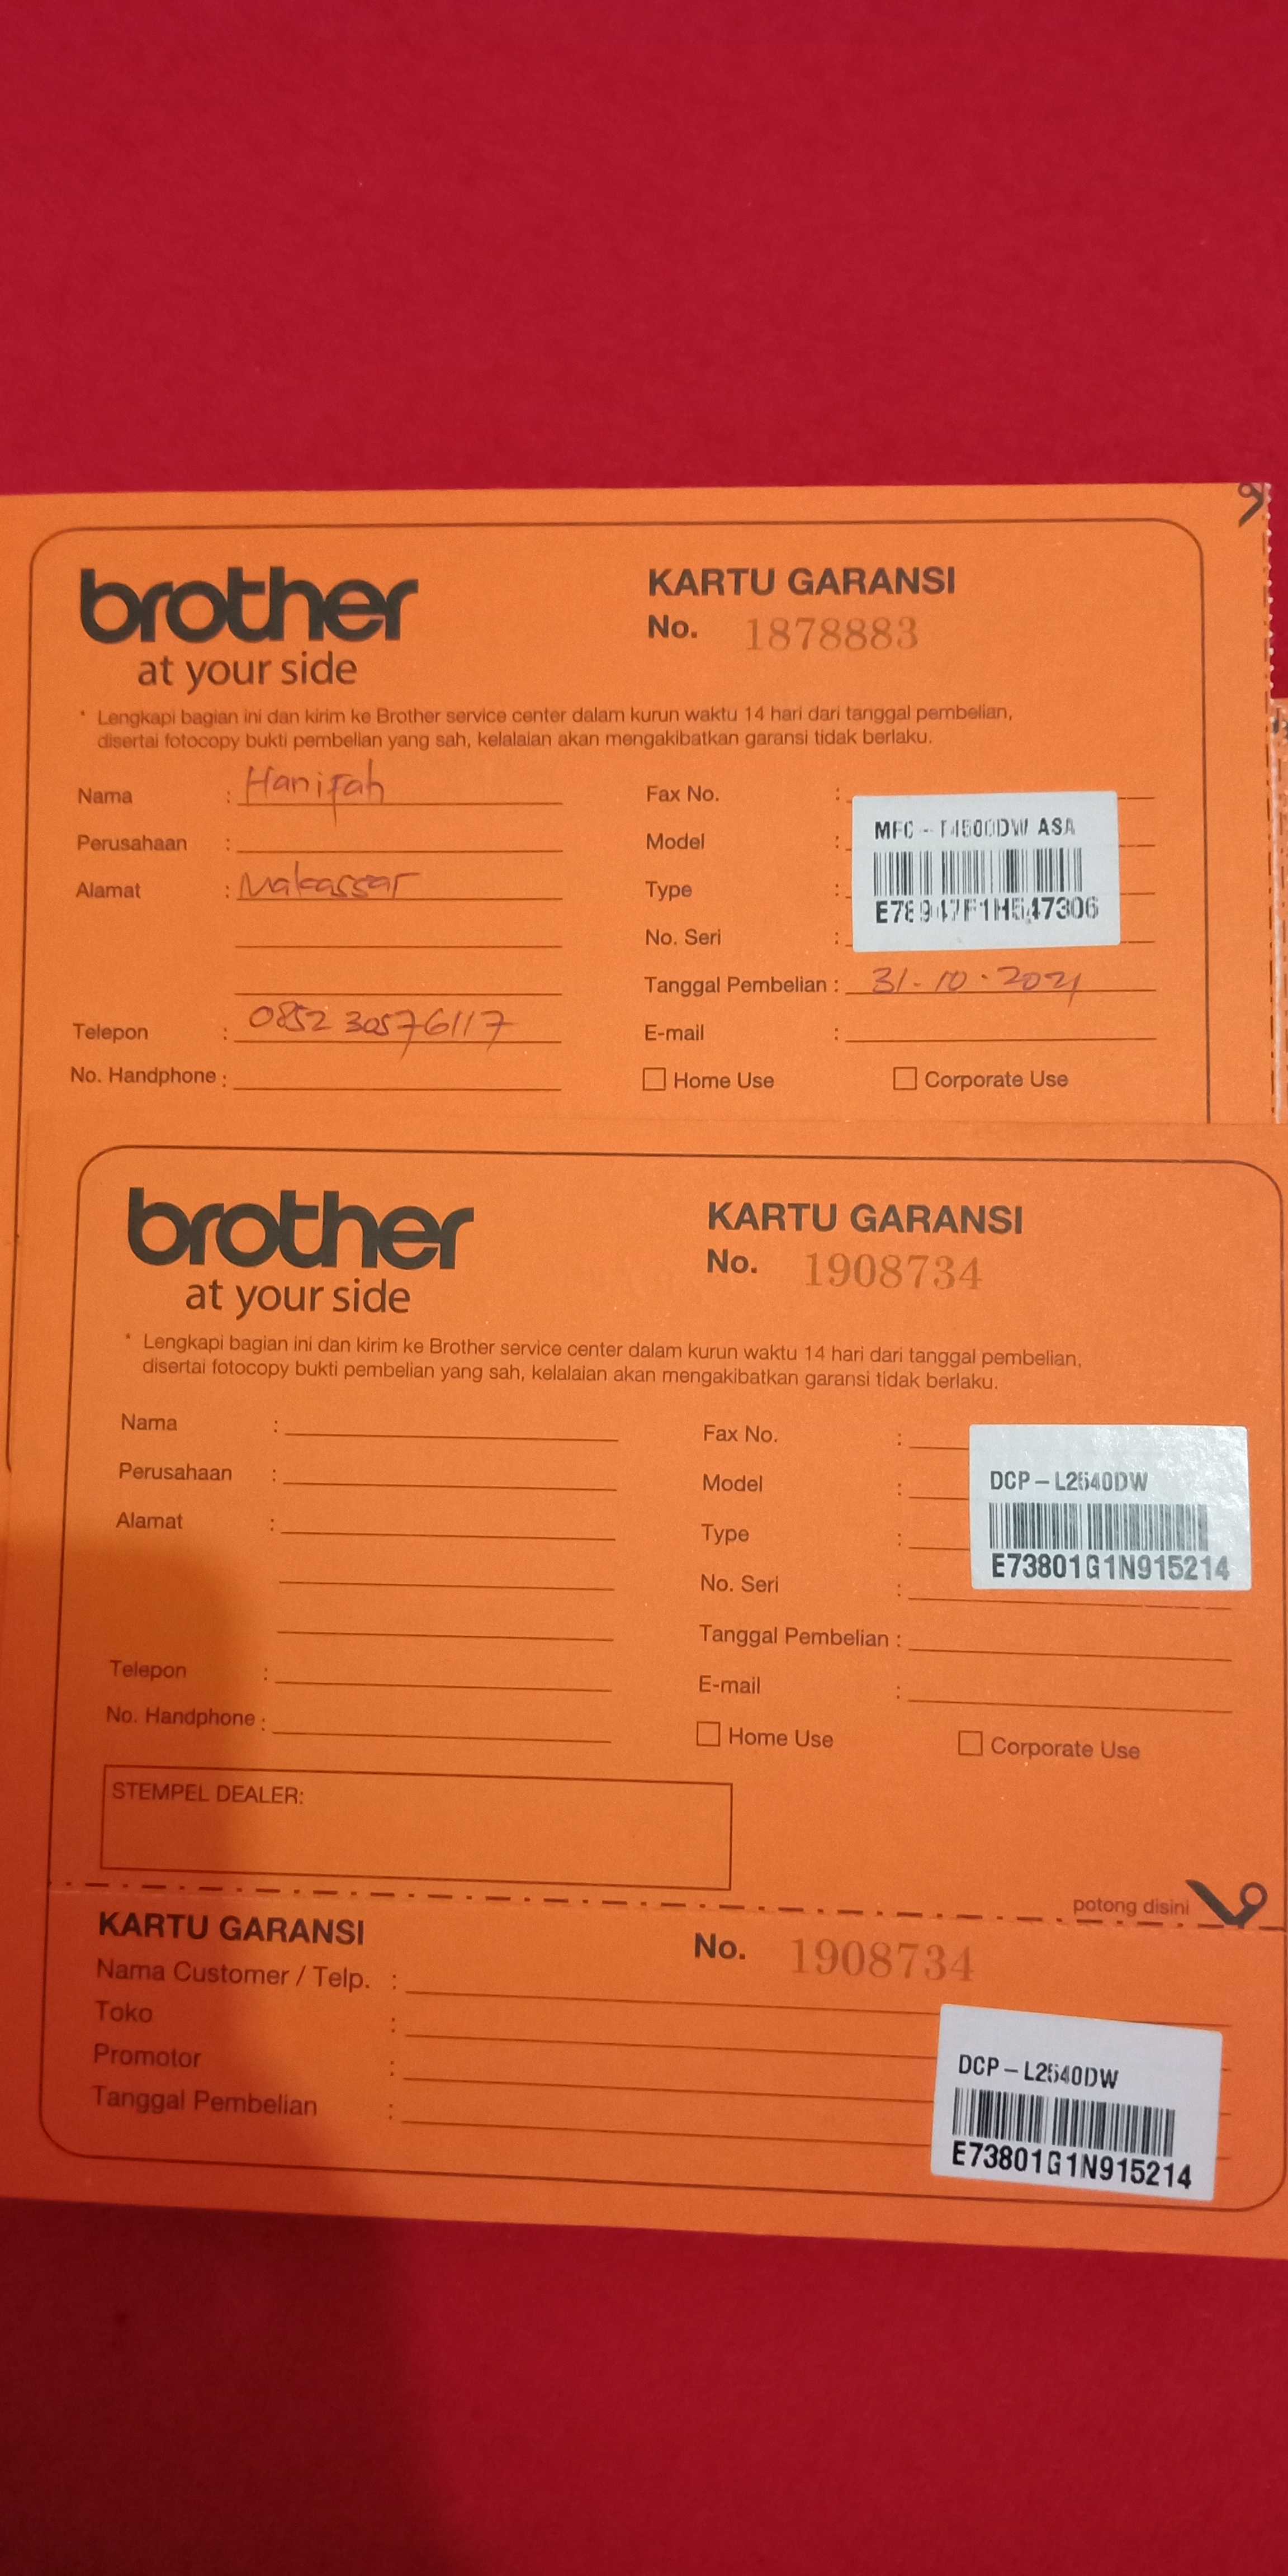 brother
at your side
KARTU GARANSI
No. 1878883
* Lengkapi bagian ini dan kirim ke Brother service center dalam kurun waktu 14 hari dari tanggal pembelian,
disertai fotocopy bukti pembelian yang sah, kelalaian akan mengakibatkan garansi tidak berlaku.
Nama : Hanifah
Perusahaan :
Alamat : Makassar
Telepon : 0852 30576117
No. Handphone :
Fax No. :
Model :
Type :
No. Seri :
MFC - T4500DW ASA
E78947F1H547306
Tanggal Pembelian : 31-10-2021
E-mail :
Home Use
Corporate Use
brother
at your side
KARTU GARANSI
No. 1908734
* Lengkapi bagian ini dan kirim ke Brother service center dalam kurun waktu 14 hari dari tanggal pembelian,
disertai fotocopy bukti pembelian yang sah, kelalaian akan mengakibatkan garansi tidak berlaku.
Nama :
Perusahaan :
Alamat :
Telepon :
No. Handphone :
Fax No. :
Model :
Type :
No. Seri :
DCP-L2540DW
E73801G1N915214
Tanggal Pembelian :
E-mail :
Home Use
Corporate Use
STEMPEL DEALER:
potong disini
KARTU GARANSI
No. 1908734
Nama Customer / Telp. :
Toko :
Promotor :
Tanggal Pembelian :
DCP-L2540DW
E73801G1N915214